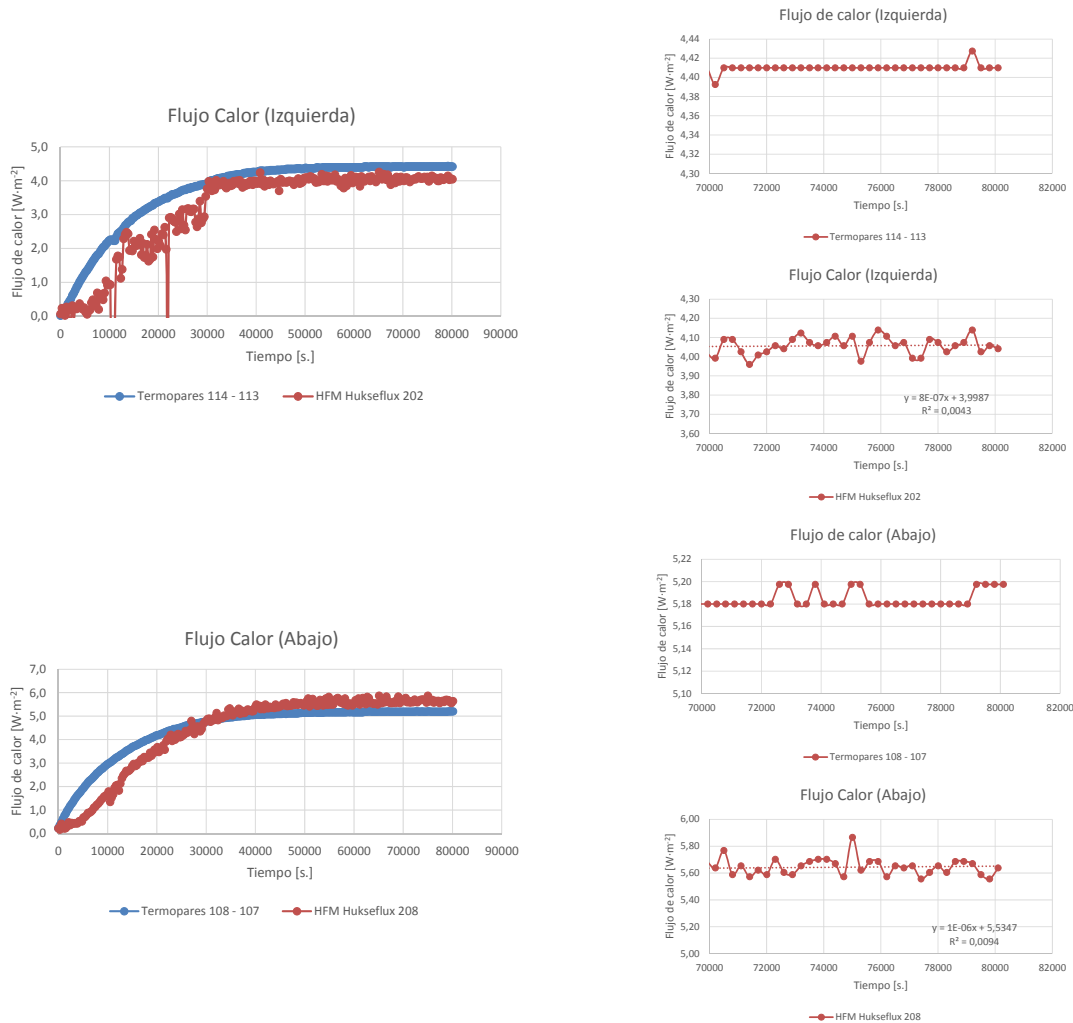 Flujo Calor (Izquierda)
Flujo de calor [W·m⁻²]
5,0
4,0
3,0
2,0
1,0
0,0
0 10000 20000 30000 40000 50000 60000 70000 80000 90000
Tiempo [s.]
Termopares 114 - 113 HFM Hukseflux 202
Flujo de calor (Izquierda)
Flujo de calor [W·m⁻²]
4,44
4,42
4,40
4,38
4,36
4,34
4,32
4,30
70000 72000 74000 76000 78000 80000 82000
Tiempo [s.]
Termopares 114 - 113
Flujo Calor (Izquierda)
Flujo de calor [W·m⁻²]
4,30
4,20
4,10
4,00
3,90
3,80
3,70
3,60
y = 8E-07x + 3,9987
R² = 0,0043
70000 72000 74000 76000 78000 80000 82000
Tiempo [s.]
HFM Hukseflux 202
Flujo Calor (Abajo)
Flujo de calor [W·m⁻²]
7,0
6,0
5,0
4,0
3,0
2,0
1,0
0,0
0 10000 20000 30000 40000 50000 60000 70000 80000 90000
Tiempo [s.]
Termopares 108 - 107 HFM Hukseflux 208
Flujo de calor (Abajo)
Flujo de calor [W·m⁻²]
5,22
5,20
5,18
5,16
5,14
5,12
5,10
70000 72000 74000 76000 78000 80000 82000
Tiempo [s.]
Termopares 108 - 107
Flujo Calor (Abajo)
Flujo de calor [W·m⁻²]
6,00
5,80
5,60
5,40
5,20
5,00
y = 1E-06x + 5,5347
R² = 0,0094
70000 72000 74000 76000 78000 80000 82000
Tiempo [s.]
HFM Hukseflux 208